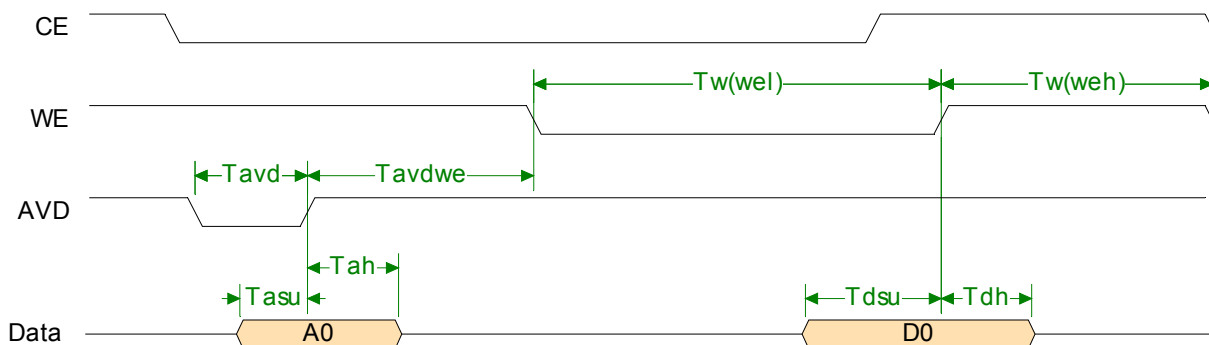 CE
Tw(wel) Tw(weh)
WE
Tavd Tavdwe
AVD
Tah
Tasu Tdsu Tdh
Data A0 D0